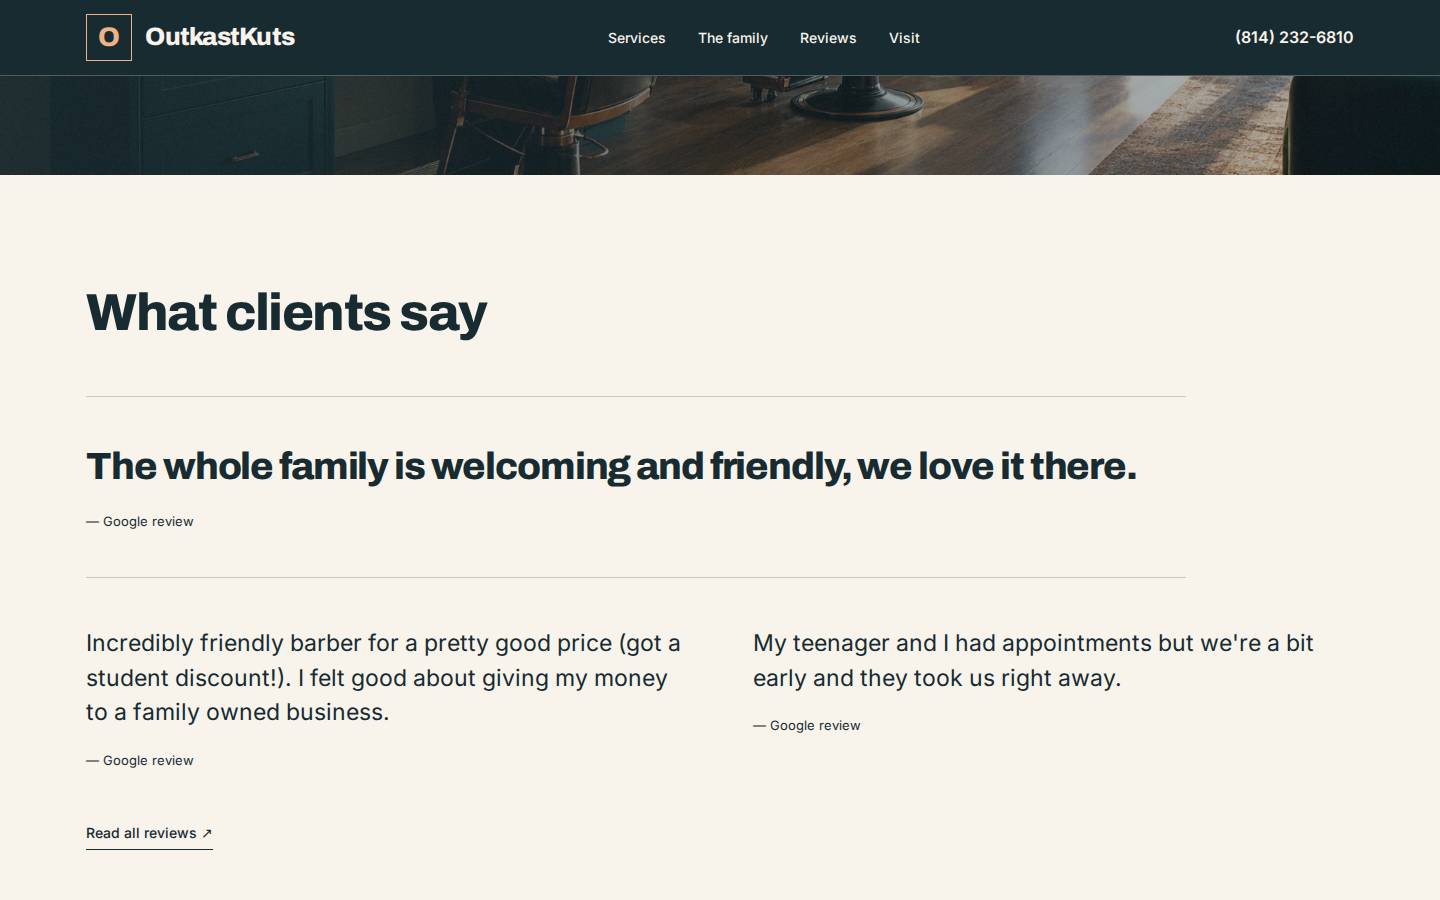 O OutkastKuts
Services The family Reviews Visit
(814) 232-6810
What clients say
The whole family is welcoming and friendly, we love it there.
— Google review
Incredibly friendly barber for a pretty good price (got a
student discount!). I felt good about giving my money
to a family owned business.
— Google review
My teenager and I had appointments but we're a bit
early and they took us right away.
— Google review
Read all reviews ↗